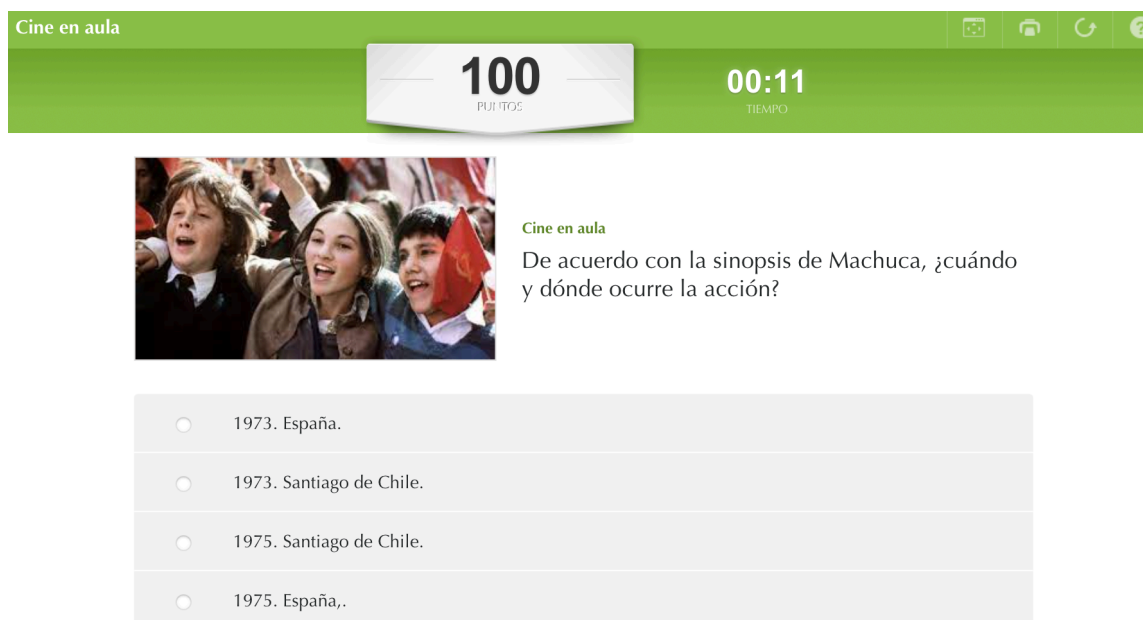 Cine en aula
100
PUNTOS
00:11
TIEMPO
Cine en aula
De acuerdo con la sinopsis de Machuca, ¿cuándo
y dónde ocurre la acción?
1973. España.
1973. Santiago de Chile.
1975. Santiago de Chile.
1975. España,.